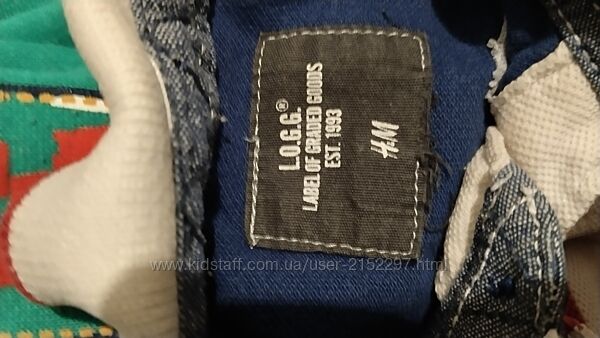 L.O.G.G.®
LABEL OF GRADED GOODS
EST. 1993
H&M
www.kidstaff.com.ua/user-2152297.html